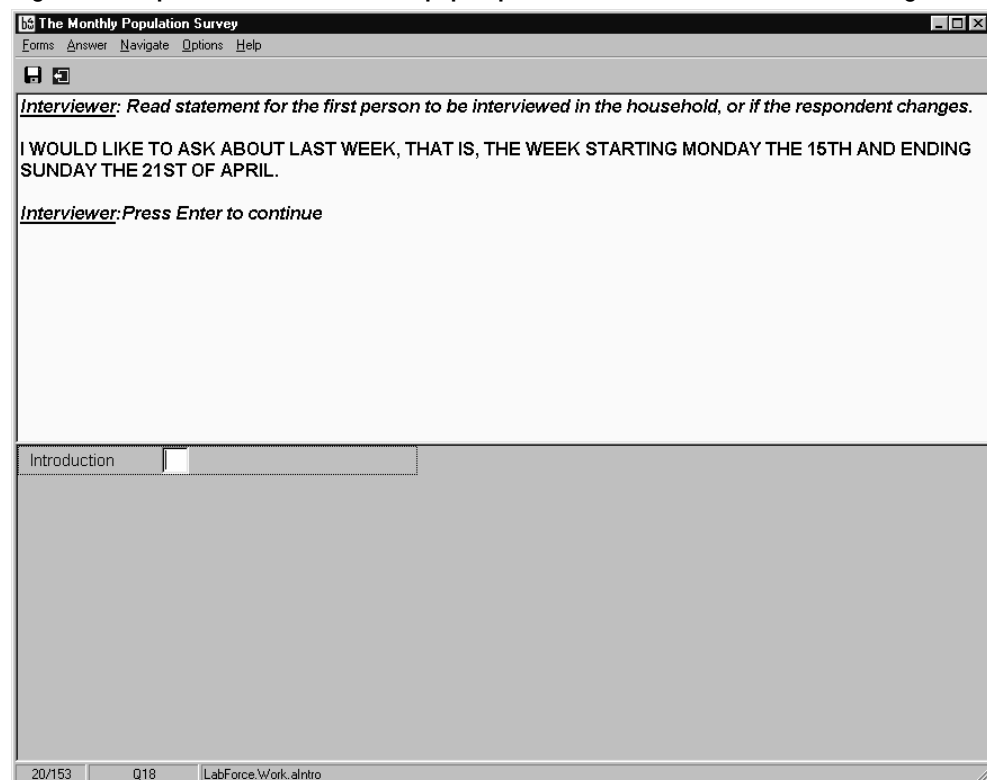 The Monthly Population Survey
Forms Answer Navigate Options Help
Interviewer: Read statement for the first person to be interviewed in the household, or if the respondent changes.
I WOULD LIKE TO ASK ABOUT LAST WEEK, THAT IS, THE WEEK STARTING MONDAY THE 15TH AND ENDING
SUNDAY THE 21ST OF APRIL.
Interviewer:Press Enter to continue
Introduction
20/153 Q18 LabForce.Work.aIntro